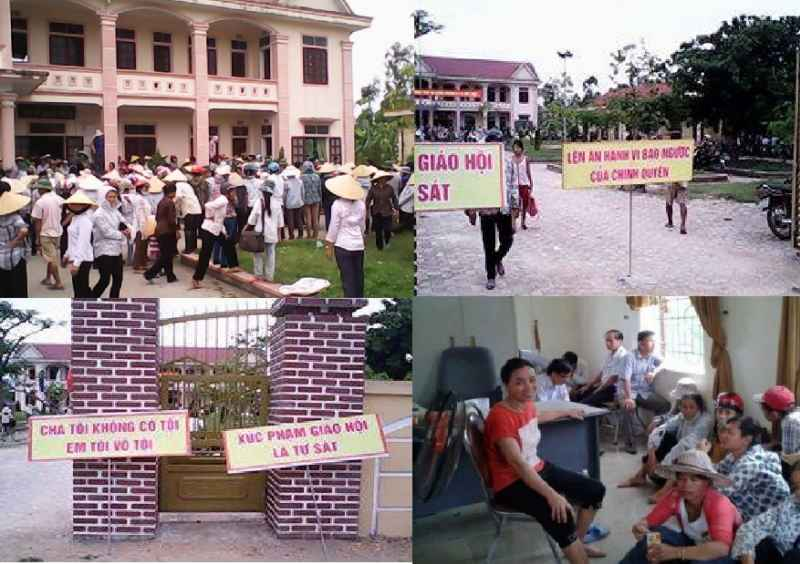 GIÁO HỘI
SÁT
LÊN ÁN HÀNH VI BẠO NGƯỢC
CỦA CHÍNH QUYỀN
CHA TÔI KHÔNG CÓ TỘI
EM TÔI VÔ TỘI
XÚC PHẠM GIÁO HỘI
LÀ TỰ SÁT